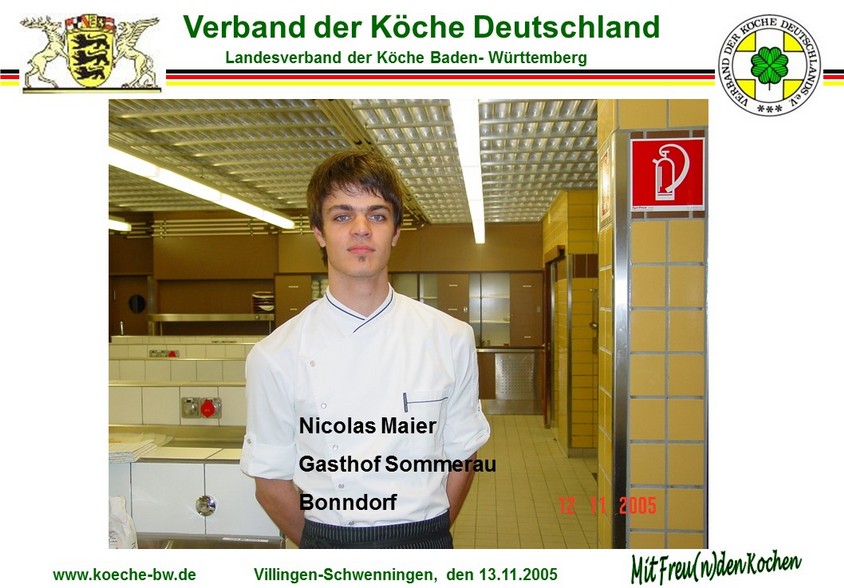 Verband der Köche Deutschland
Landesverband der Köche Baden- Württemberg
VERBAND DER KÖCHE DEUTSCHLANDS e.V.
***
Nicolas Maier
Gasthof Sommerau
Bonndorf
12 11 2005
www.koeche-bw.de
Villingen-Schwenningen, den 13.11.2005
Mit Freu(n)den Kochen